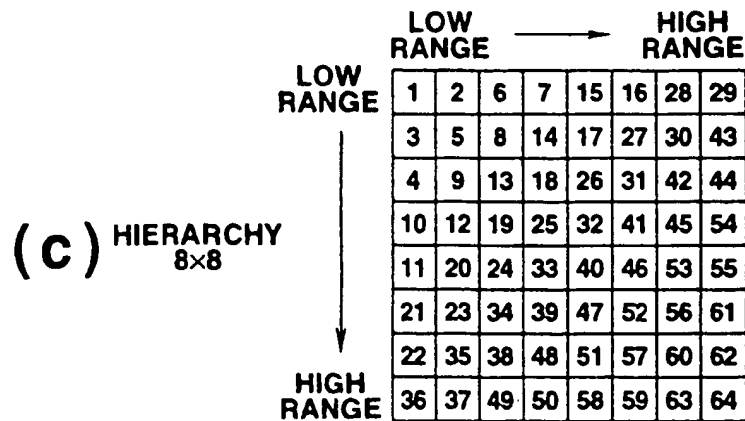 LOW RANGE → HIGH RANGE
LOW RANGE
HIGH RANGE
(c) HIERARCHY 8×8
1 2 6 7 15 16 28 29
3 5 8 14 17 27 30 43
4 9 13 18 26 31 42 44
10 12 19 25 32 41 45 54
11 20 24 33 40 46 53 55
21 23 34 39 47 52 56 61
22 35 38 48 51 57 60 62
36 37 49 50 58 59 63 64